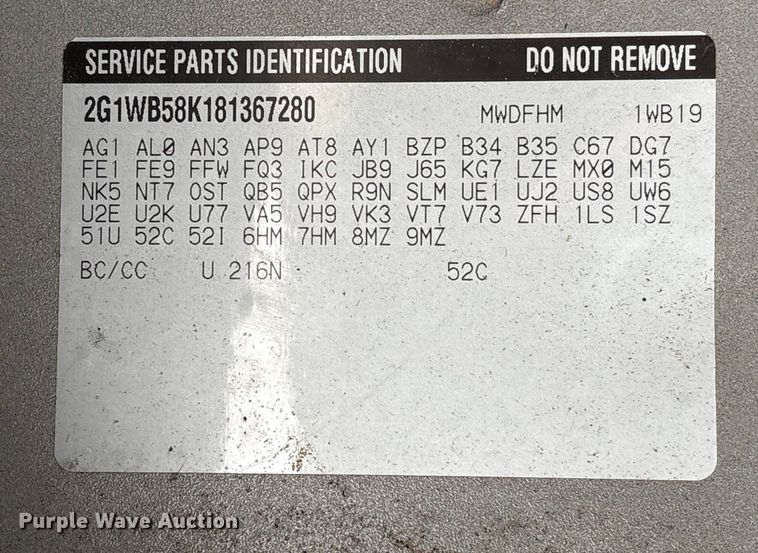 SERVICE PARTS IDENTIFICATION DO NOT REMOVE
2G1WB58K181367280 MWDFHM 1WB19
AG1 AL0 AN3 AP9 AT8 AY1 BZP B34 B35 C67 DG7
FE1 FE9 FFW FQ3 IKC JB9 J65 KG7 LZE MX0 M15
NK5 NT7 OST QB5 QPX R9N SLM UE1 UJ2 US8 UW6
U2E U2K U77 VA5 VH9 VK3 VT7 V73 ZFH 1LS 1SZ
51U 52C 52I 6HM 7HM 8MZ 9MZ
BC/CC U 216N 52C
Purple Wave Auction